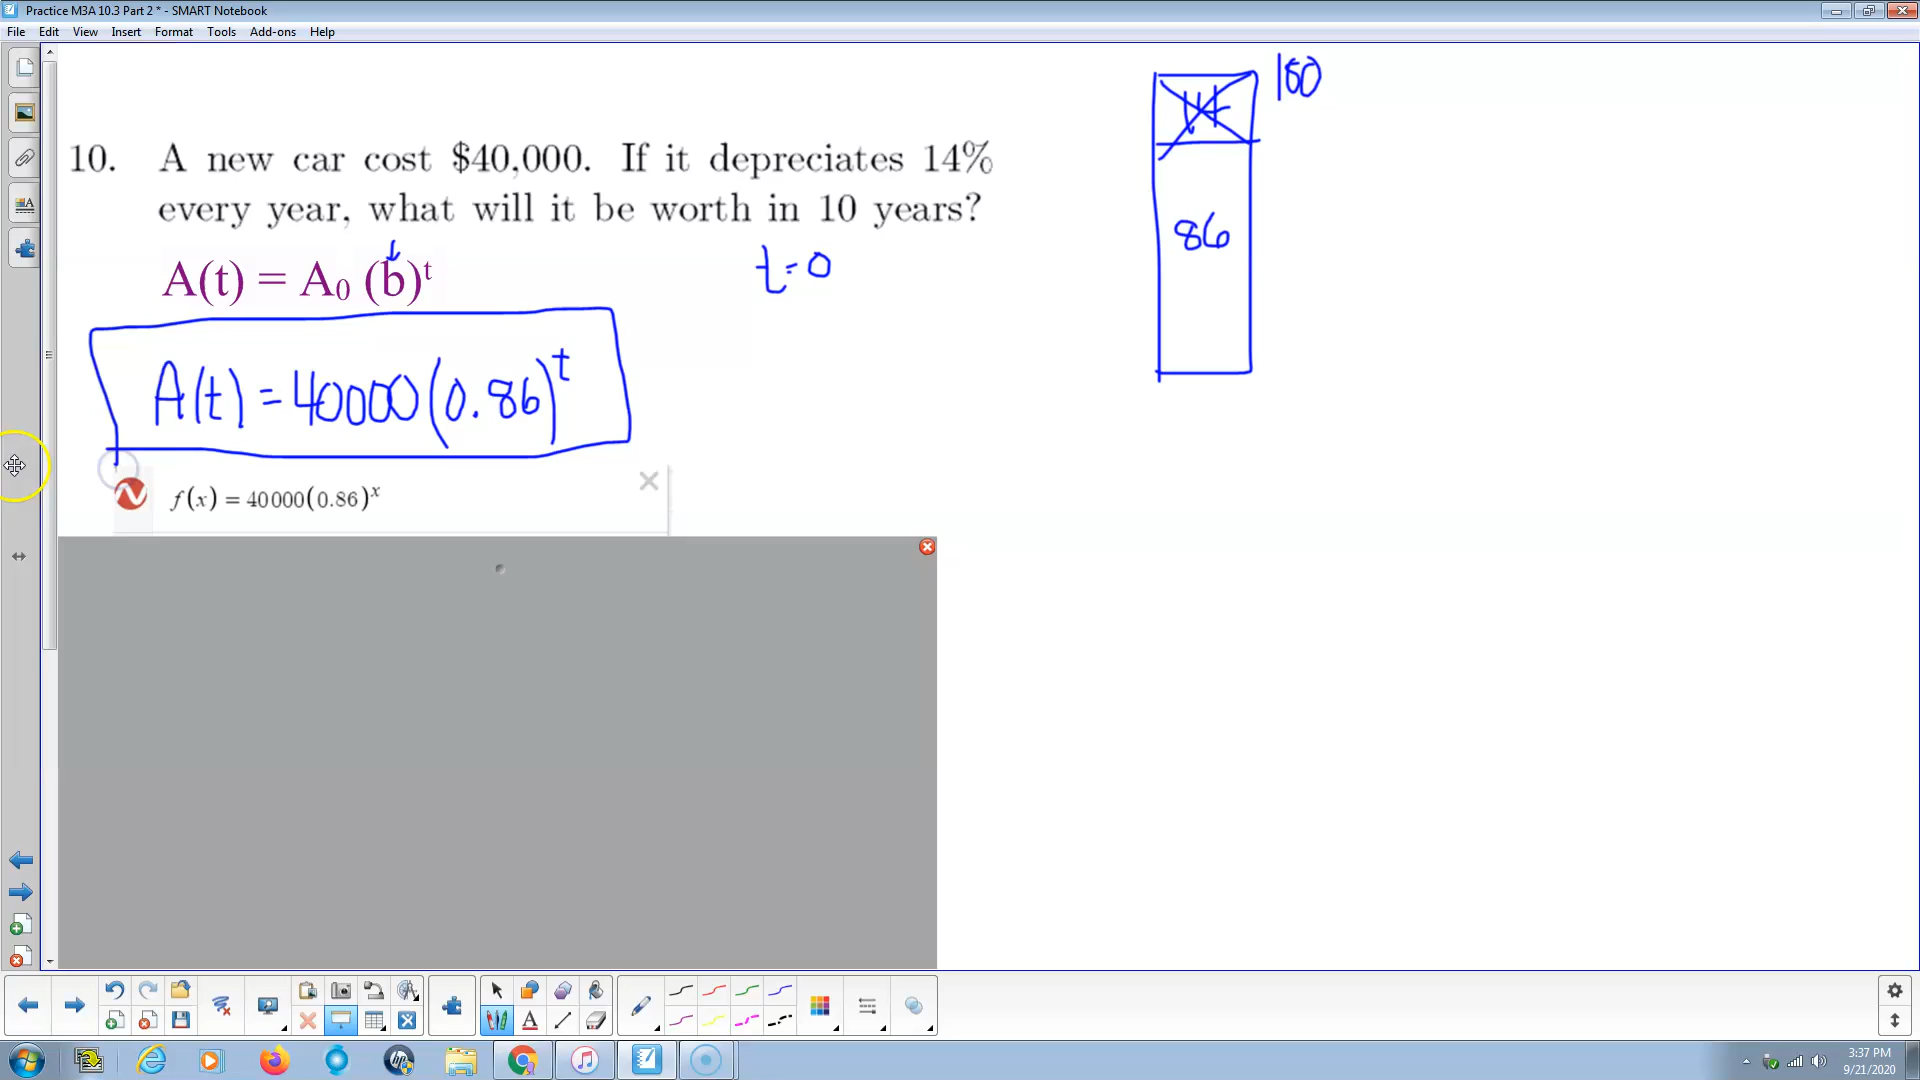 Practice M3A 10.3 Part 2 * - SMART Notebook
File Edit View Insert Format Tools Add-ons Help
100
14
10. A new car cost $40,000. If it depreciates 14%
every year, what will it be worth in 10 years?
86
A(t) = A₀ (b)ᵗ
t = 0
A(t) = 40000(0.86)ᵗ
f(x) = 40000(0.86)ˣ
3:37 PM
9/21/2020